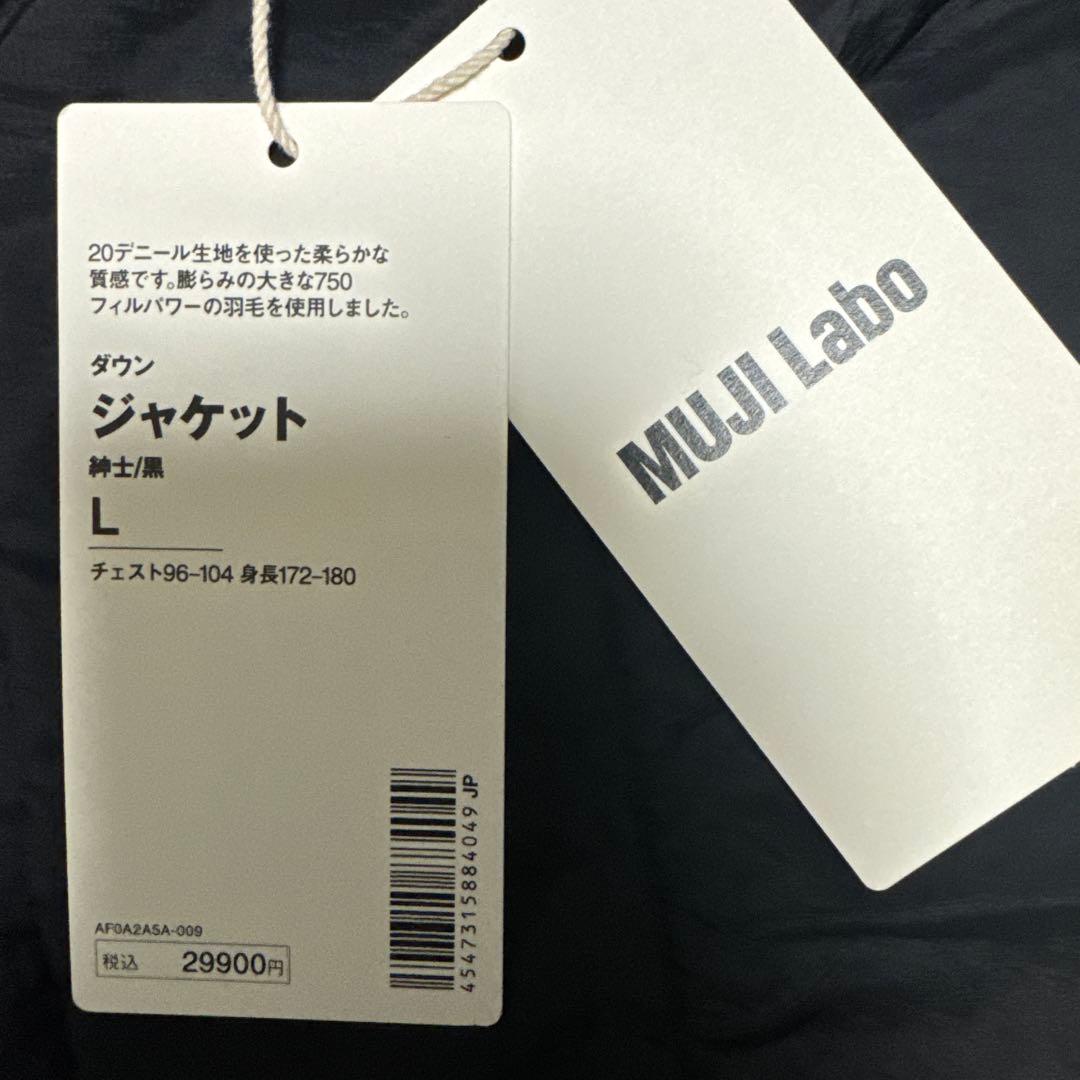 20デニール生地を使った柔らかな
質感です。膨らみの大きな750
フィルパワーの羽毛を使用しました。
ダウン
ジャケット
紳士/黒
L
チェスト96-104 身長172-180
4547315884049 JP
AF0A2A5A-009
税込 29900円
MUJI Labo